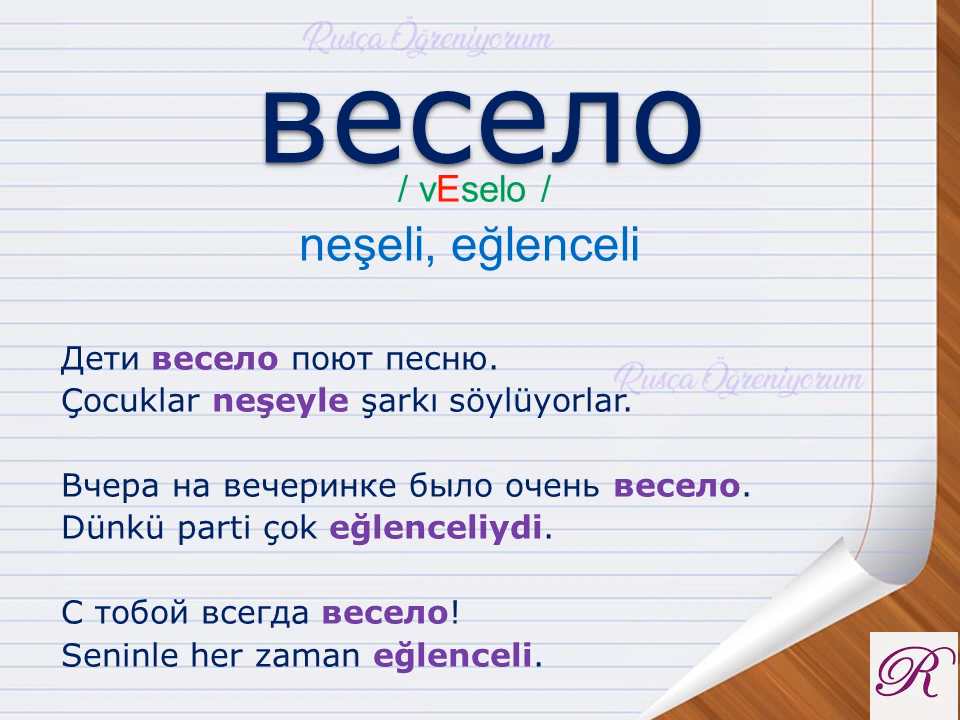 Rusça Öğreniyorum
весело
/ vEselo /
neşeli, eğlenceli
Дети весело поют песню.
Çocuklar neşeyle şarkı söylüyorlar.
Rusça Öğreniyorum
Вчера на вечеринке было очень весело.
Dünkü parti çok eğlenceliydi.
С тобой всегда весело!
Seninle her zaman eğlenceli.
R